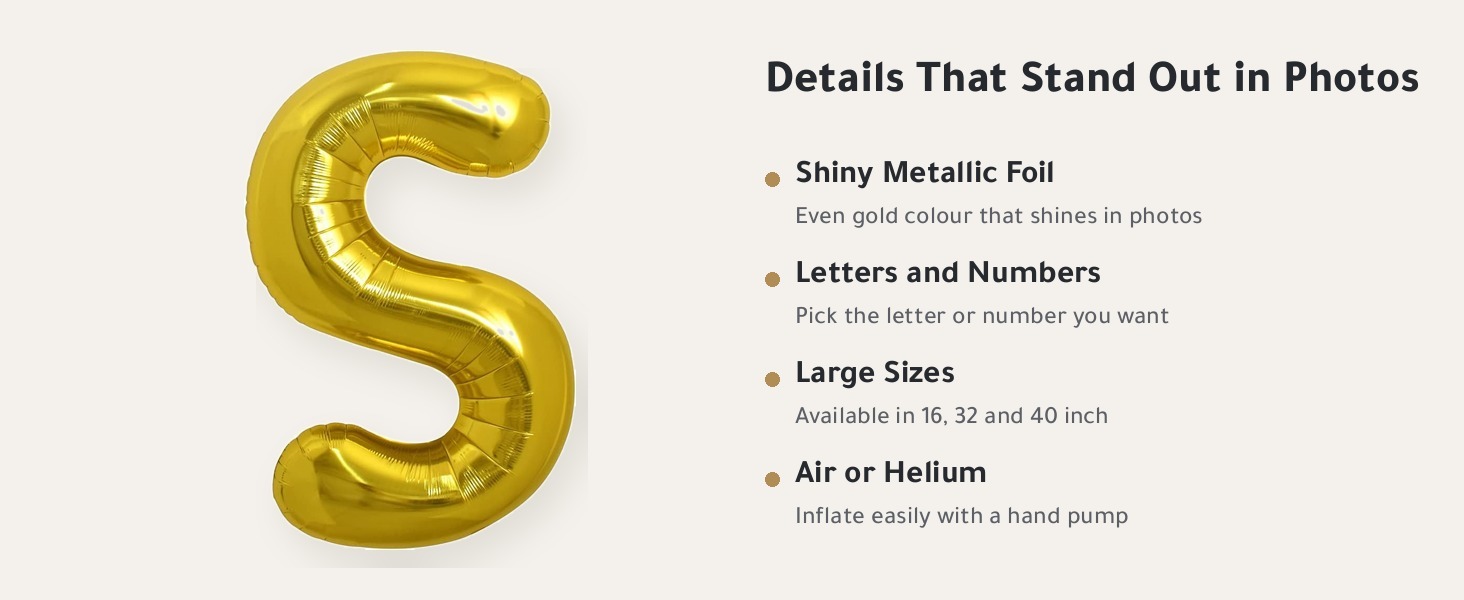 Details That Stand Out in Photos
Shiny Metallic Foil
Even gold colour that shines in photos
Letters and Numbers
Pick the letter or number you want
Large Sizes
Available in 16, 32 and 40 inch
Air or Helium
Inflate easily with a hand pump